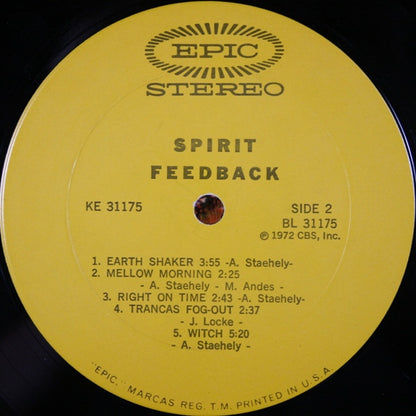 EPIC
STEREO
SPIRIT
FEEDBACK
KE 31175
SIDE 2
BL 31175
℗ 1972 CBS, Inc.
1. EARTH SHAKER 3:55 -A. Staehely-
2. MELLOW MORNING 2:25
- A. Staehely - M. Andes -
3. RIGHT ON TIME 2:43 -A. Staehely-
4. TRANCAS FOG-OUT 2:37
- J. Locke -
5. WITCH 5:20
- A. Staehely -
"EPIC," MARCAS REG. T.M. PRINTED IN U.S.A.